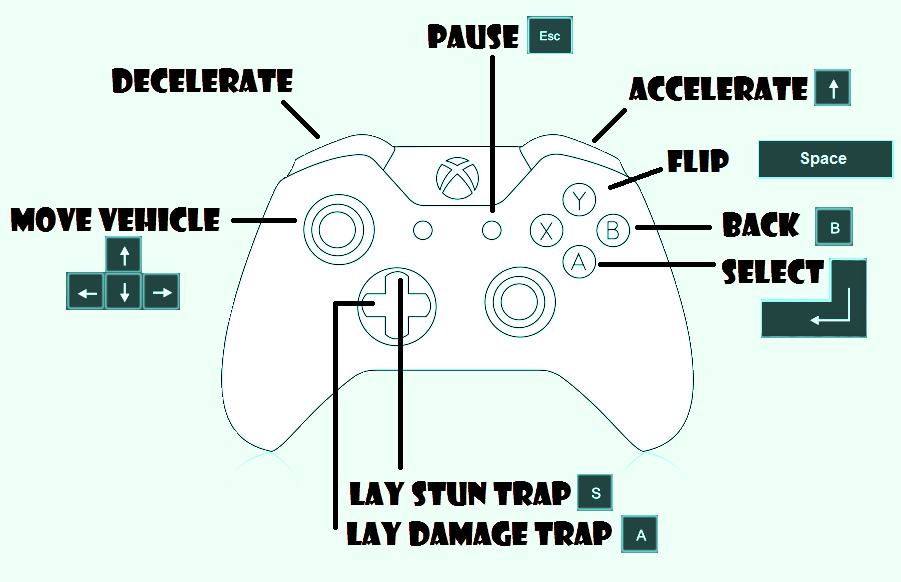 PAUSE Esc
DECELERATE
ACCELERATE ↑
FLIP Space
Y
MOVE VEHICLE
X B
BACK B
A
SELECT
↑
← ↓ →
LAY STUN TRAP S
LAY DAMAGE TRAP A